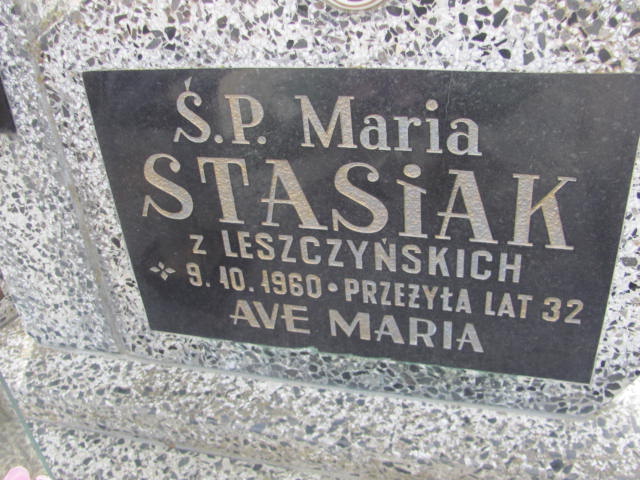 Ś.P. Maria
STASiAK
z LESZCZYŃSKICH
9.10.1960 • PRZEŻYŁA LAT 32
AVE MARIA